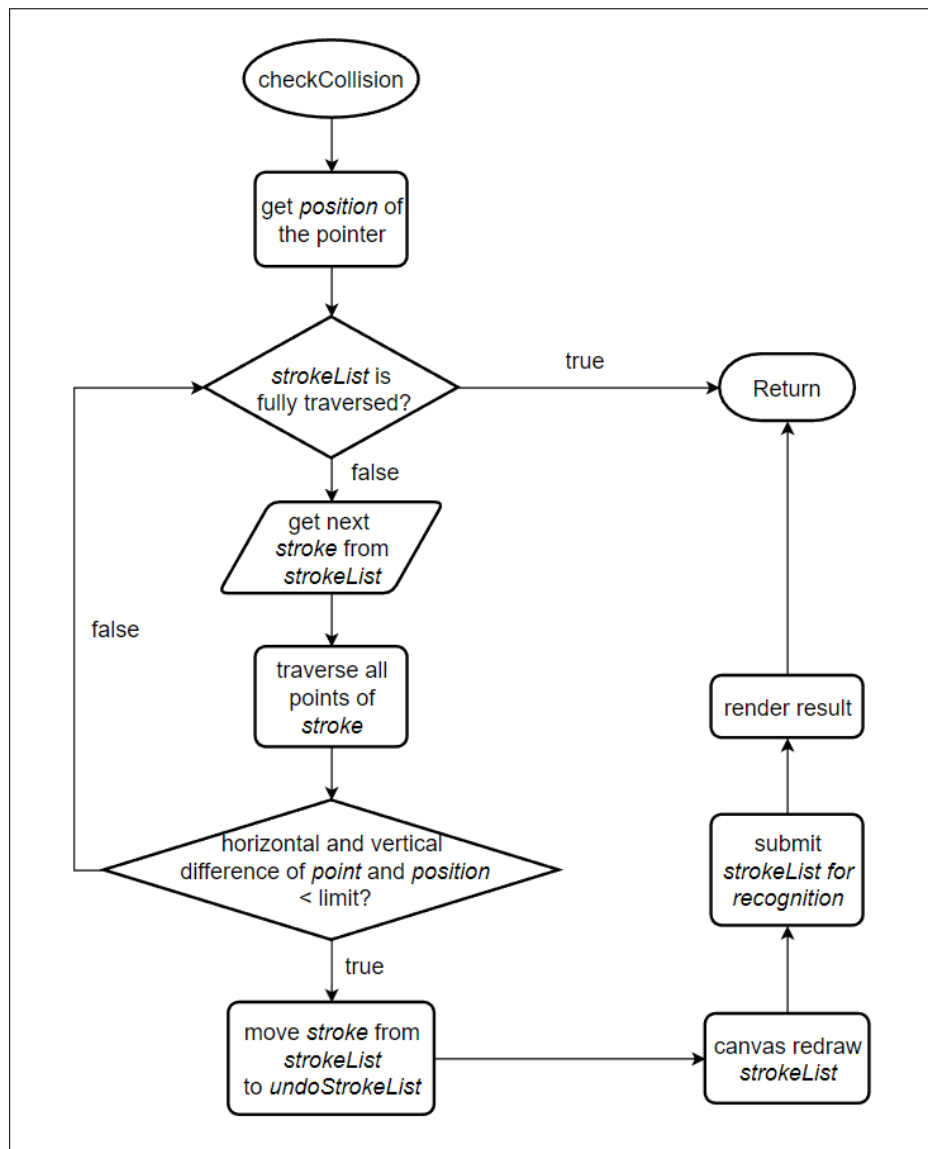 checkCollision
get position of
the pointer
strokeList is
fully traversed?
true
Return
false
get next
stroke from
strokeList
false
traverse all
points of
stroke
render result
horizontal and vertical
difference of point and position
< limit?
submit
strokeList for
recognition
true
move stroke from
strokeList
to undoStrokeList
canvas redraw
strokeList